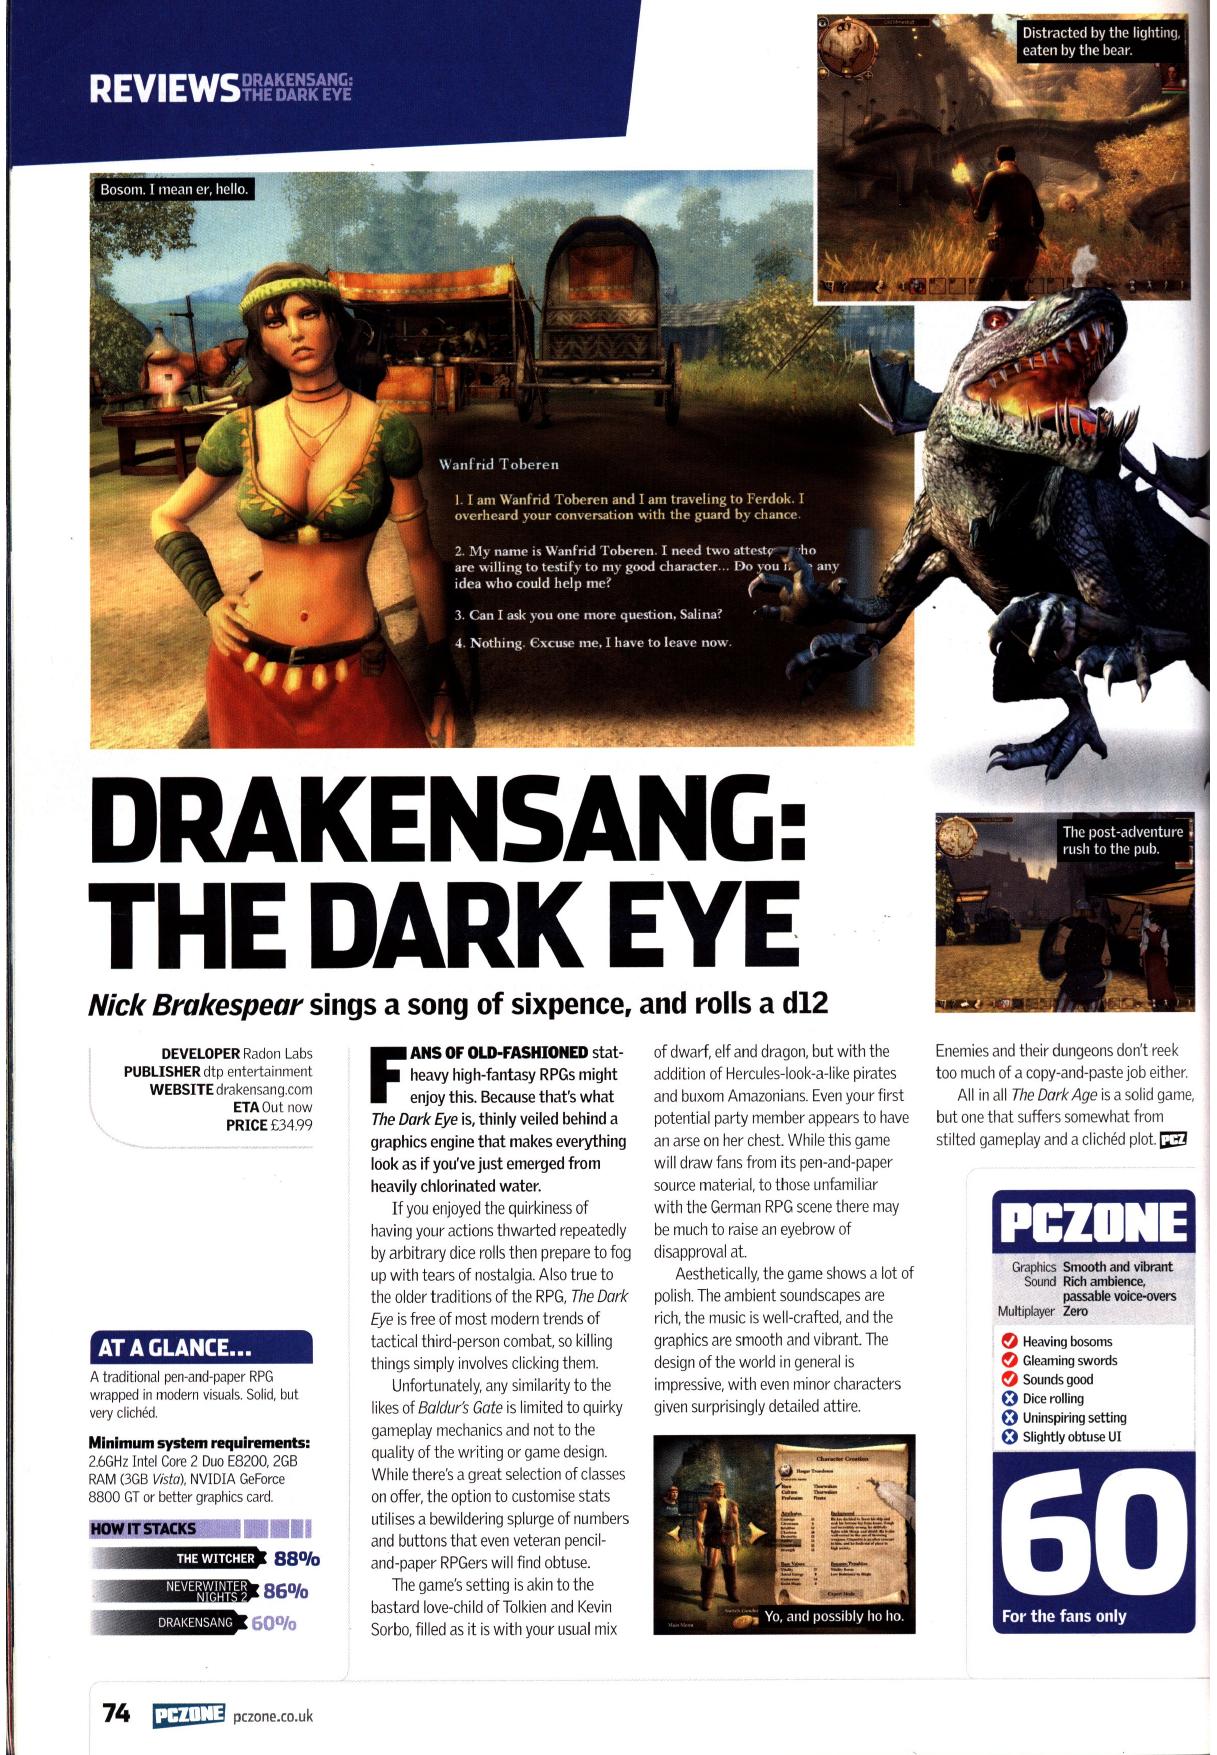 REVIEWS DRAKENSANG:
THE DARK EYE
Distracted by the lighting,
eaten by the bear.
Bosom. I mean er, hello.
Wanfrid Toberen
1. I am Wanfrid Toberen and I am traveling to Ferdok. I
overheard your conversation with the guard by chance.
2. My name is Wanfrid Toberen. I need two who
are willing to testify to my good character... Do you any
idea who could help me?
3. Can I ask you one more question, Salina?
4. Nothing. Excuse me, I have to leave now.
DRAKENSANG:
THE DARK EYE
The post-adventure
rush to the pub.
Nick Brakespear sings a song of sixpence, and rolls a d12
DEVELOPER Radon Labs
PUBLISHER dtp entertainment
WEBSITE drakensang.com
ETA Out now
PRICE £34.99
AT A GLANCE...
A traditional pen-and-paper RPG
wrapped in modern visuals. Solid, but
very clichéd.
Minimum system requirements:
2.6GHz Intel Core 2 Duo E8200, 2GB
RAM (3GB Vista), NVIDIA GeForce
8800 GT or better graphics card.
HOW IT STACKS
THE WITCHER 88%
NEVERWINTER
NIGHTS 2 86%
DRAKENSANG 60%
FANS OF OLD-FASHIONED stat-
heavy high-fantasy RPGs might
enjoy this. Because that's what
The Dark Eye is, thinly veiled behind a
graphics engine that makes everything
look as if you've just emerged from
heavily chlorinated water.
If you enjoyed the quirkiness of
having your actions thwarted repeatedly
by arbitrary dice rolls then prepare to fog
up with tears of nostalgia. Also true to
the older traditions of the RPG, The Dark
Eye is free of most modern trends of
tactical third-person combat, so killing
things simply involves clicking them.
Unfortunately, any similarity to the
likes of Baldur's Gate is limited to quirky
gameplay mechanics and not to the
quality of the writing or game design.
While there's a great selection of classes
on offer, the option to customise stats
utilises a bewildering splurge of numbers
and buttons that even veteran pencil-
and-paper RPGers will find obtuse.
The game's setting is akin to the
bastard love-child of Tolkien and Kevin
Sorbo, filled as it is with your usual mix
of dwarf, elf and dragon, but with the
addition of Hercules-look-a-like pirates
and buxom Amazonians. Even your first
potential party member appears to have
an arse on her chest. While this game
will draw fans from its pen-and-paper
source material, to those unfamiliar
with the German RPG scene there may
be much to raise an eyebrow of
disapproval at.
Aesthetically, the game shows a lot of
polish. The ambient soundscapes are
rich, the music is well-crafted, and the
graphics are smooth and vibrant. The
design of the world in general is
impressive, with even minor characters
given surprisingly detailed attire.
Character Creation
Expert Mode
Main Menu
Yo, and possibly ho ho.
Enemies and their dungeons don't reek
too much of a copy-and-paste job either.
All in all The Dark Age is a solid game,
but one that suffers somewhat from
stilted gameplay and a clichéd plot. PCZ
PCZONE
Graphics Smooth and vibrant
Sound Rich ambience,
passable voice-overs
Multiplayer Zero
Heaving bosoms
Gleaming swords
Sounds good
Dice rolling
Uninspiring setting
Slightly obtuse UI
60
For the fans only
74 PCZONE pczone.co.uk